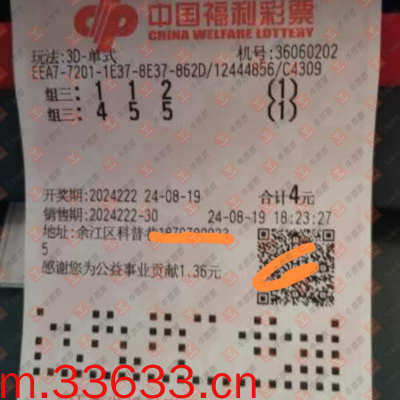 中国福利彩票
CHINA WELFARE LOTTERY
玩法:3D-单式 机号:36060202
EEA7-7201-1E37-8E37-862D/12444856/C4309
组三: 1 1 2 (1)
组三: 4 5 5 (1)
开奖期:2024222 24-08-19 合计4元
销售期:2024222-30 24-08-19 18:23:27
地址:余江区科普
5
感谢您为公益事业贡献1.36元
m.33633.cn